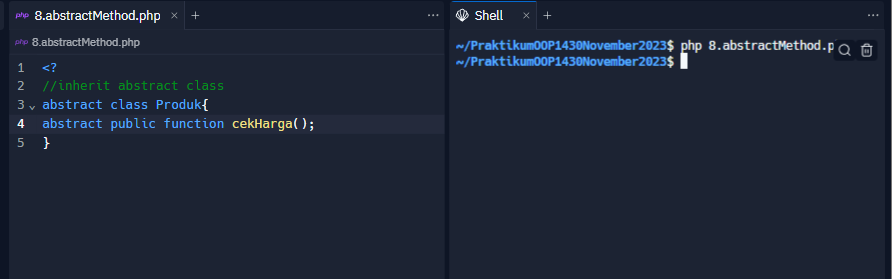 php 8.abstractMethod.php × +
php 8.abstractMethod.php
1 <?
2 //inherit abstract class
3 abstract class Produk{
4 abstract public function cekHarga();
5 }
Shell × +
~/PraktikumOOP1430November2023$ php 8.abstractMethod.p
~/PraktikumOOP1430November2023$